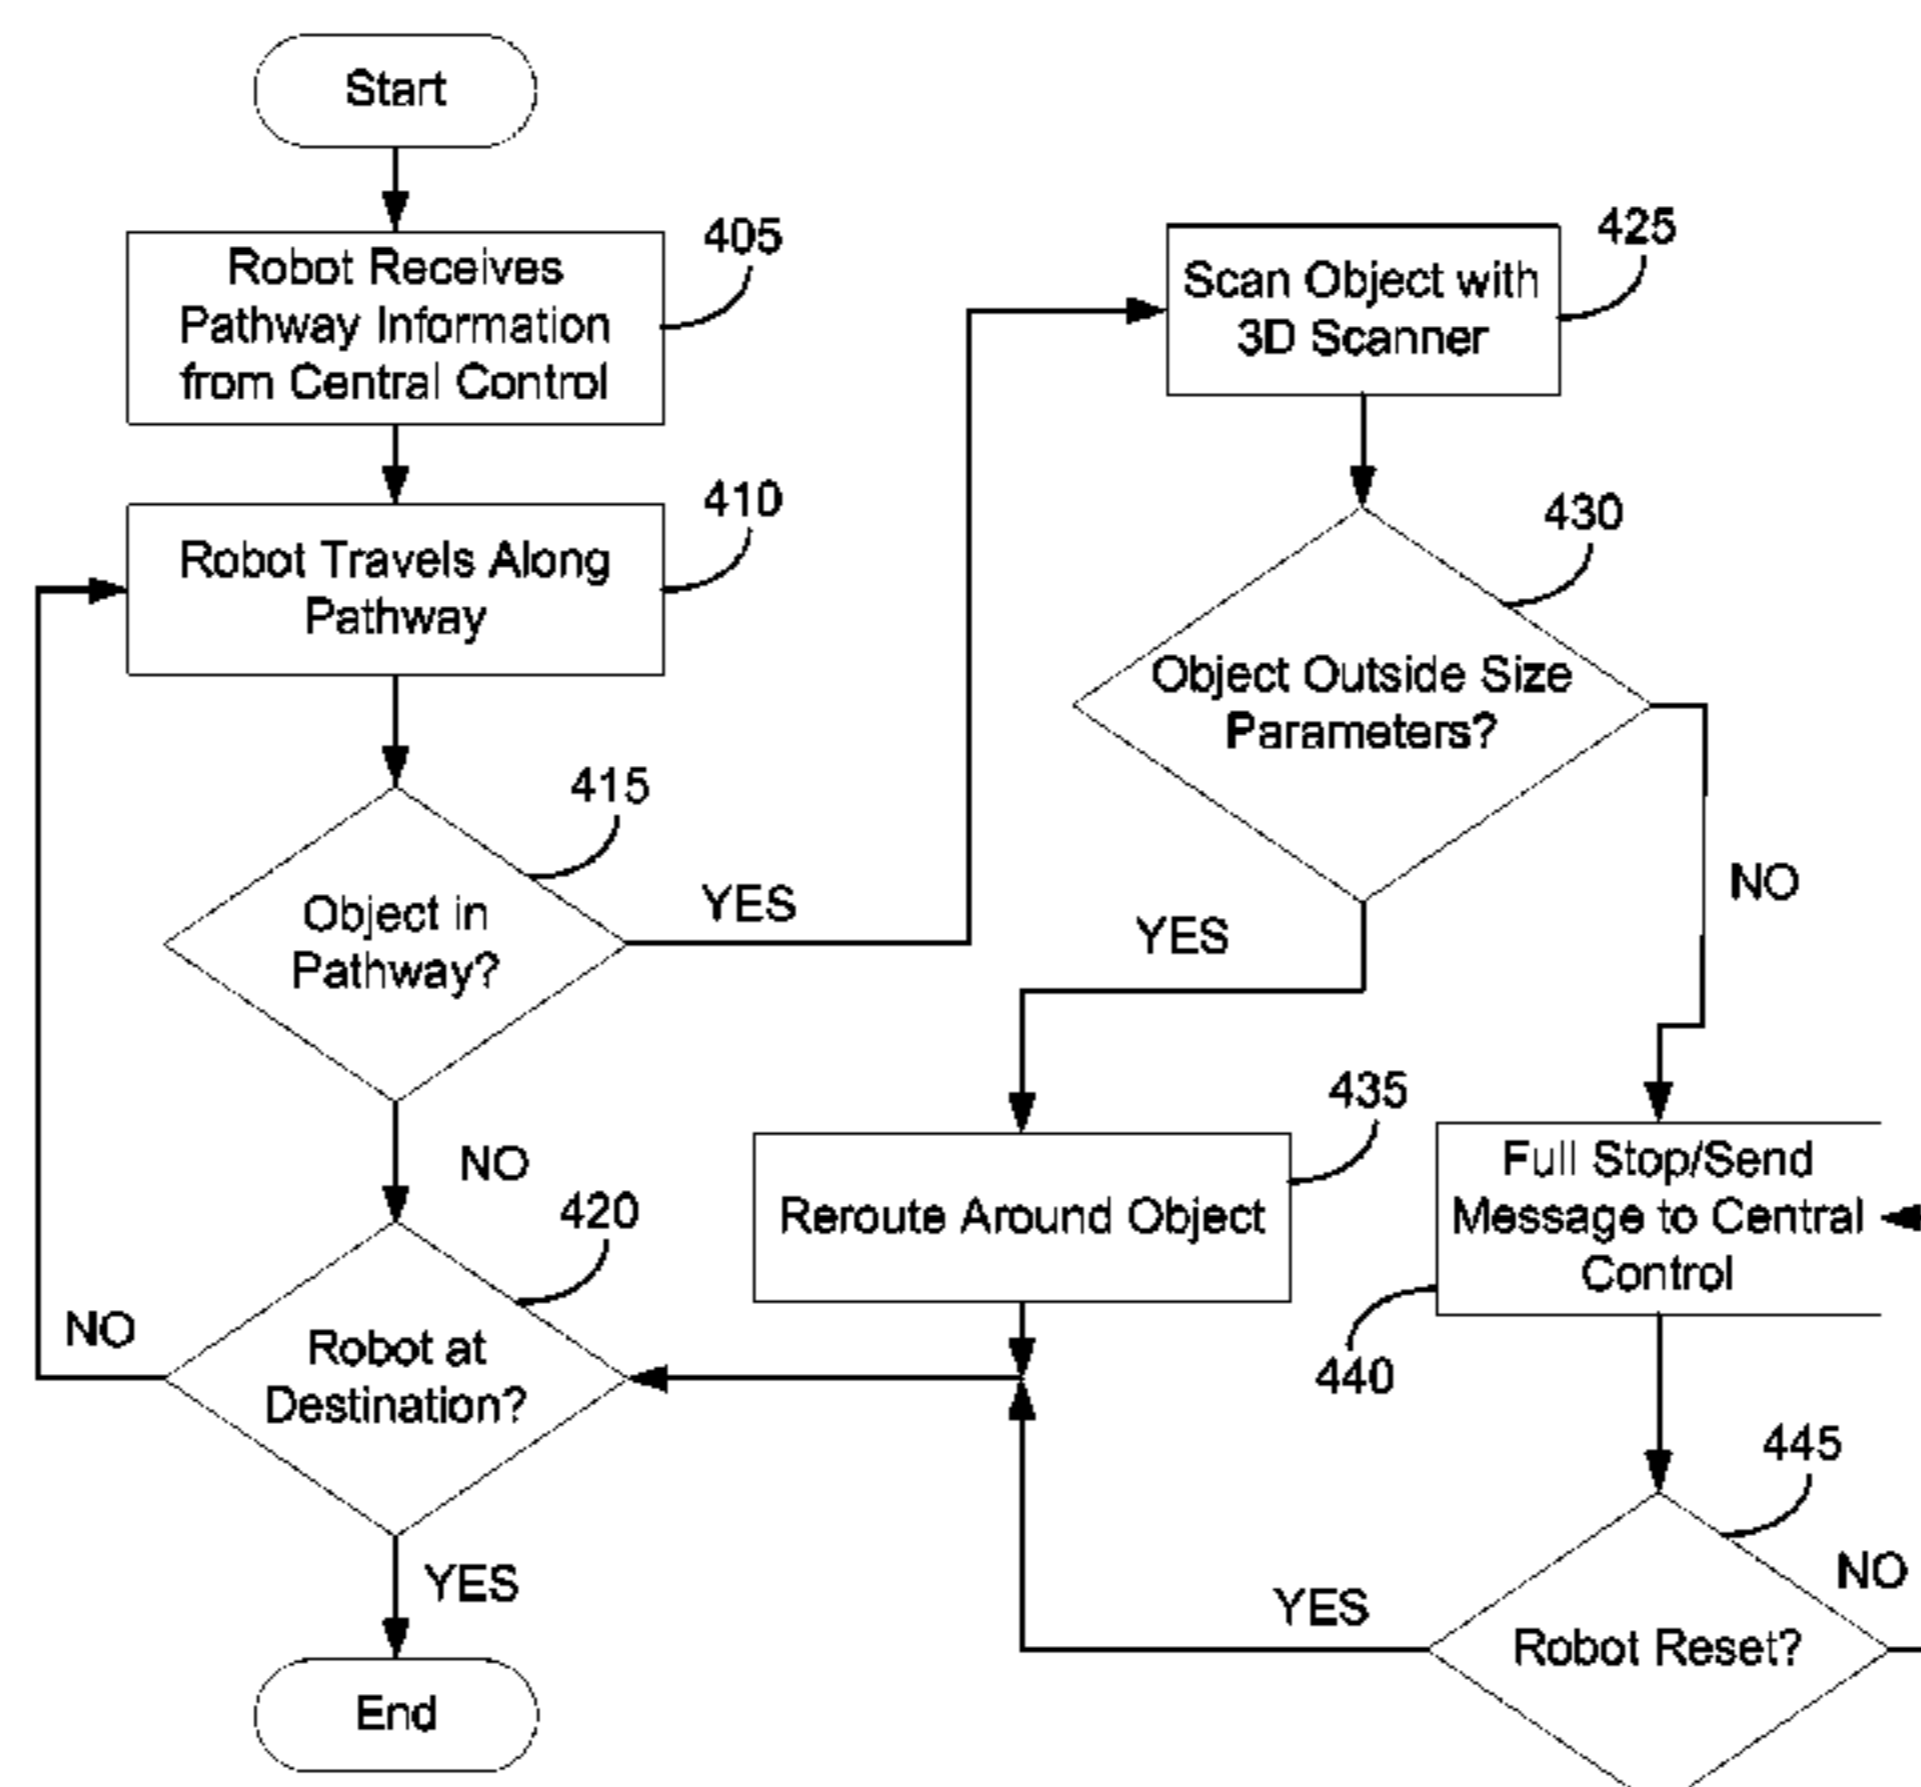 Start
Robot Receives
Pathway Information
from Central Control
405
Robot Travels Along
Pathway
410
Object in
Pathway?
415
YES
NO
Robot at
Destination?
420
NO
YES
End
Scan Object with
3D Scanner
425
Object Outside Size
Parameters?
430
YES
NO
Reroute Around Object
435
Full Stop/Send
Message to Central
Control
440
Robot Reset?
445
YES
NO